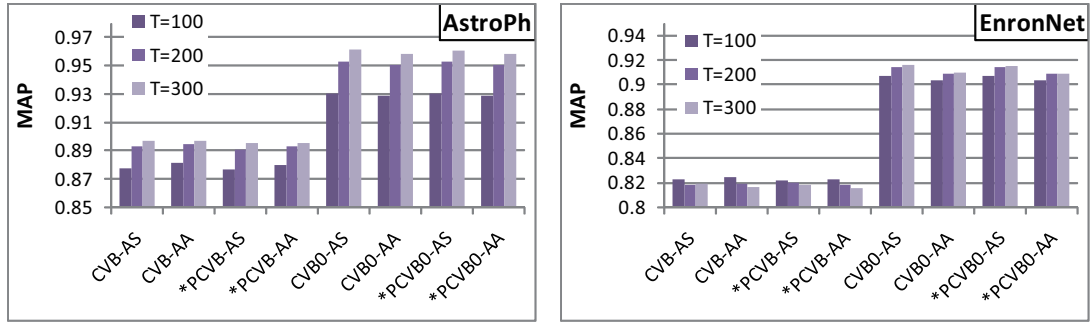 AstroPh
T=100
T=200
T=300
MAP
0.97
0.95
0.93
0.91
0.89
0.87
0.85
CVB-AS
CVB-AA
*PCVB-AS
*PCVB-AA
CVB0-AS
CVB0-AA
*PCVB0-AS
*PCVB0-AA
EnronNet
T=100
T=200
T=300
MAP
0.94
0.92
0.9
0.88
0.86
0.84
0.82
0.8
CVB-AS
CVB-AA
*PCVB-AS
*PCVB-AA
CVB0-AS
CVB0-AA
*PCVB0-AS
*PCVB0-AA